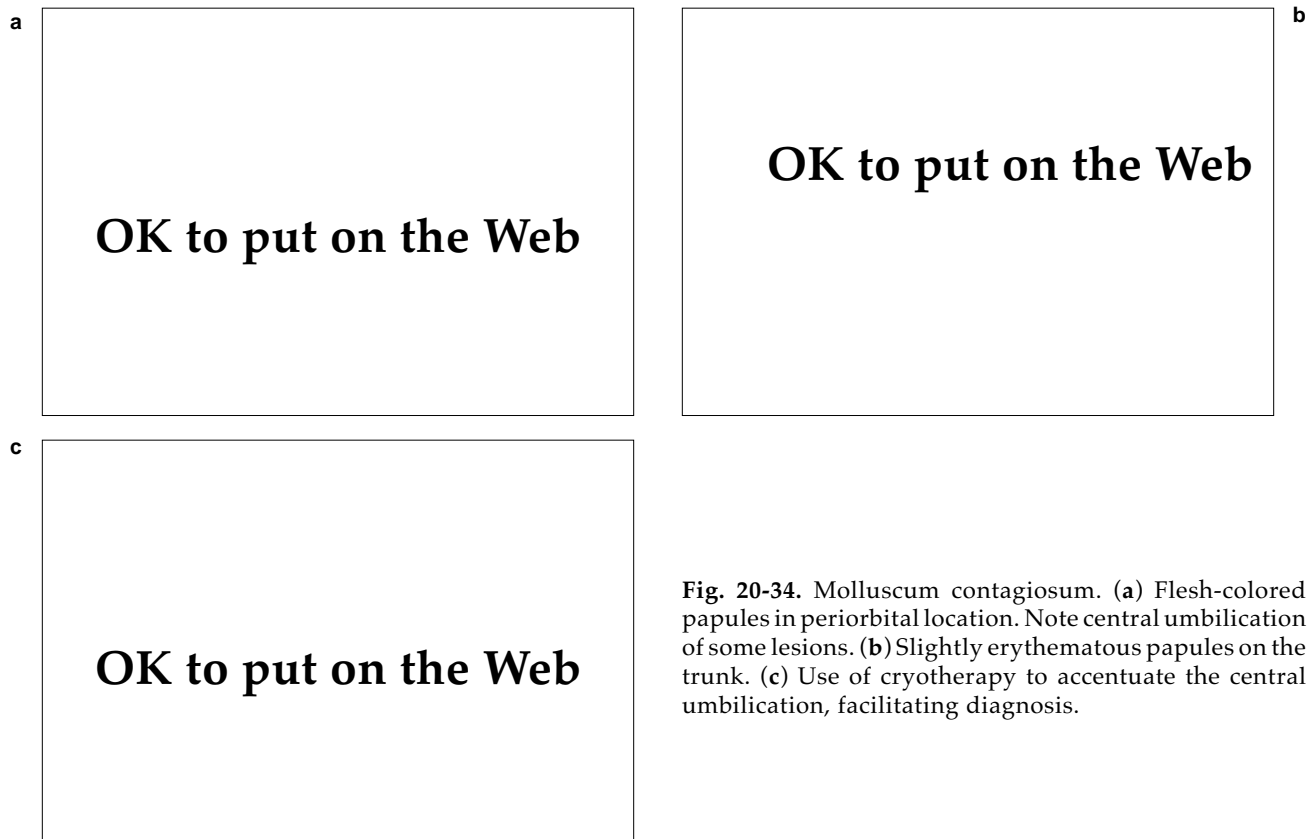 a
OK to put on the Web
b
OK to put on the Web
c
OK to put on the Web
Fig. 20-34. Molluscum contagiosum. (a) Flesh-colored
papules in periorbital location. Note central umbilication
of some lesions. (b) Slightly erythematous papules on the
trunk. (c) Use of cryotherapy to accentuate the central
umbilication, facilitating diagnosis.